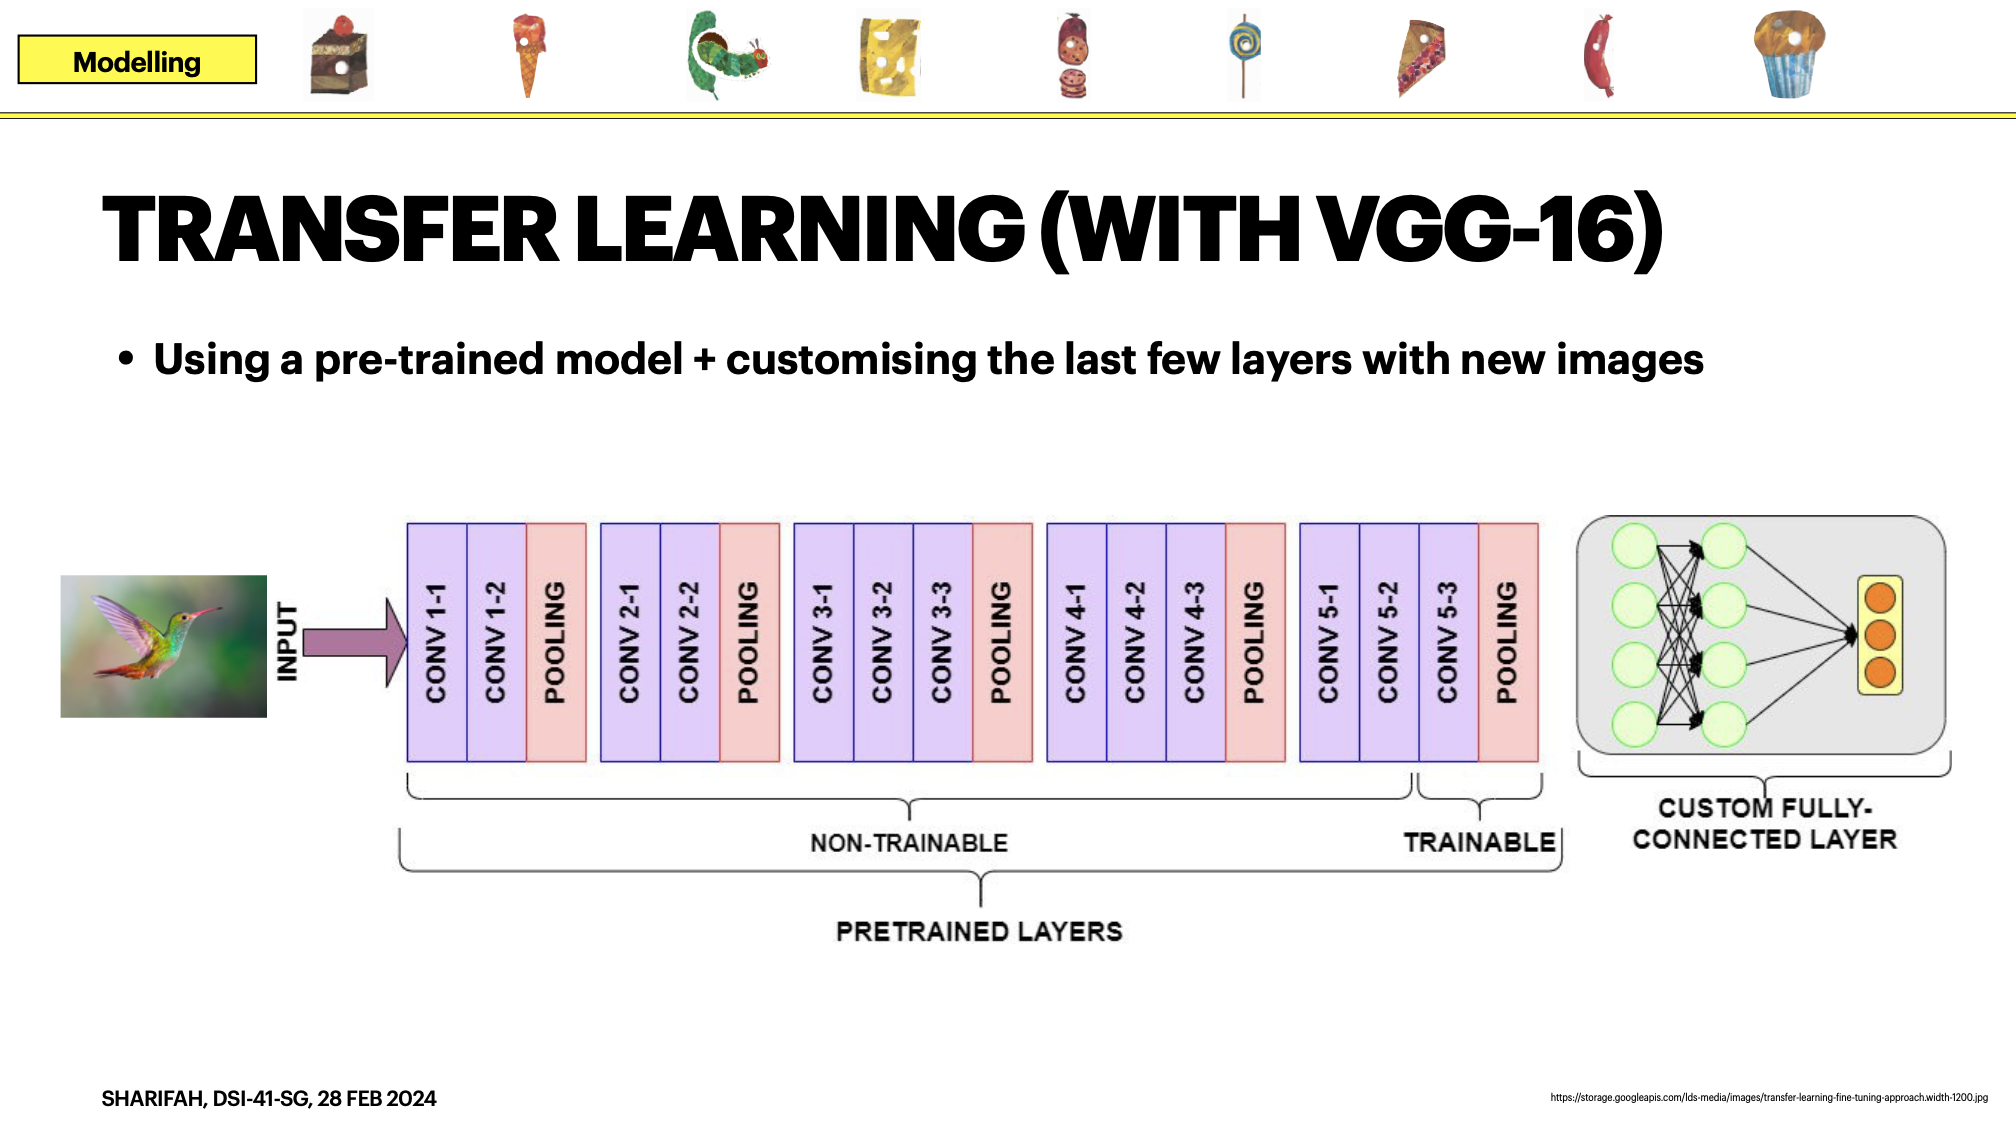 Modelling
TRANSFER LEARNING (WITH VGG-16)
• Using a pre-trained model + customising the last few layers with new images
INPUT
CONV 1-1
CONV 1-2
POOLING
CONV 2-1
CONV 2-2
POOLING
CONV 3-1
CONV 3-2
CONV 3-3
POOLING
CONV 4-1
CONV 4-2
CONV 4-3
POOLING
CONV 5-1
CONV 5-2
CONV 5-3
POOLING
NON-TRAINABLE
TRAINABLE
CUSTOM FULLY-
CONNECTED LAYER
PRETRAINED LAYERS
SHARIFAH, DSI-41-SG, 28 FEB 2024
https://storage.googleapis.com/lds-media/images/transfer-learning-fine-tuning-approach.width-1200.jpg